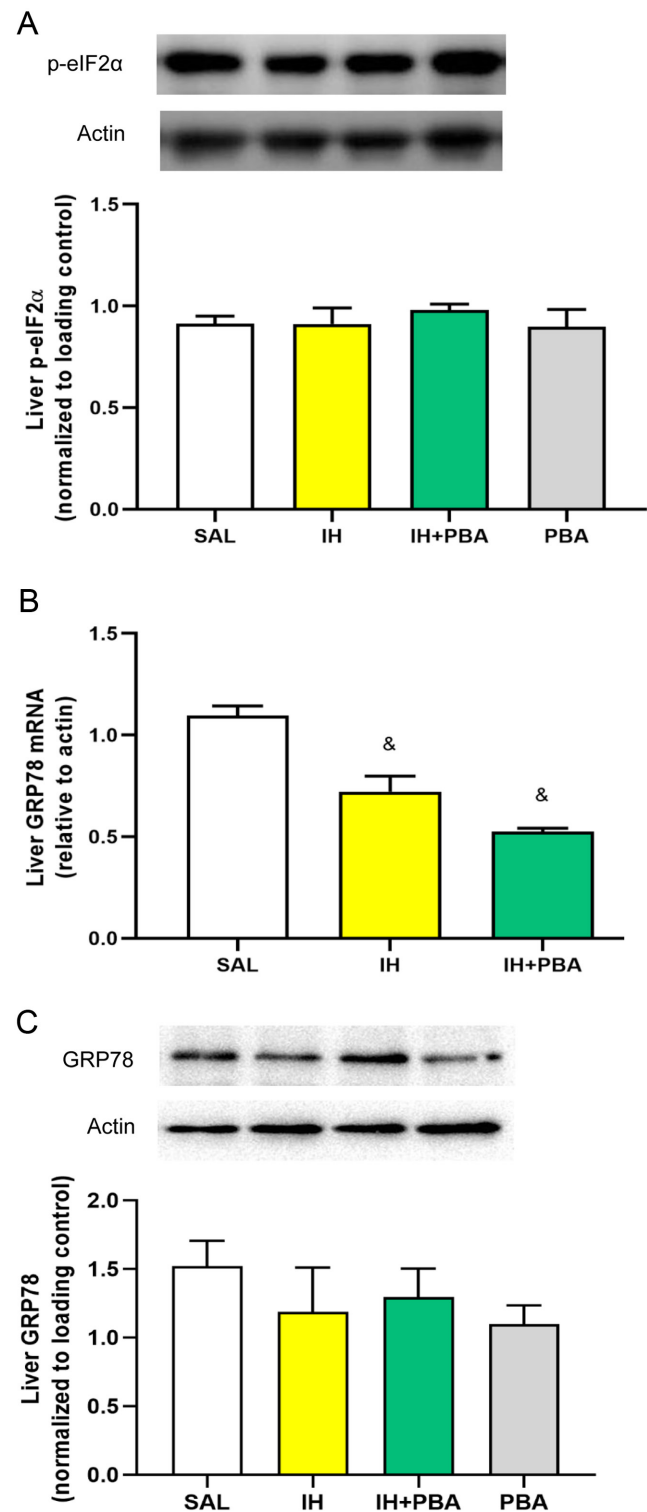 A
p-eIF2α
Actin
Liver p-eIF2α
(normalized to loading control)
1.5
1.0
0.5
0.0
SAL IH IH+PBA PBA
B
Liver GRP78 mRNA
(relative to actin)
1.5
1.0
0.5
0.0
&
&
SAL IH IH+PBA
C
GRP78
Actin
Liver GRP78
(normalized to loading control)
2.0
1.5
1.0
0.5
0.0
SAL IH IH+PBA PBA